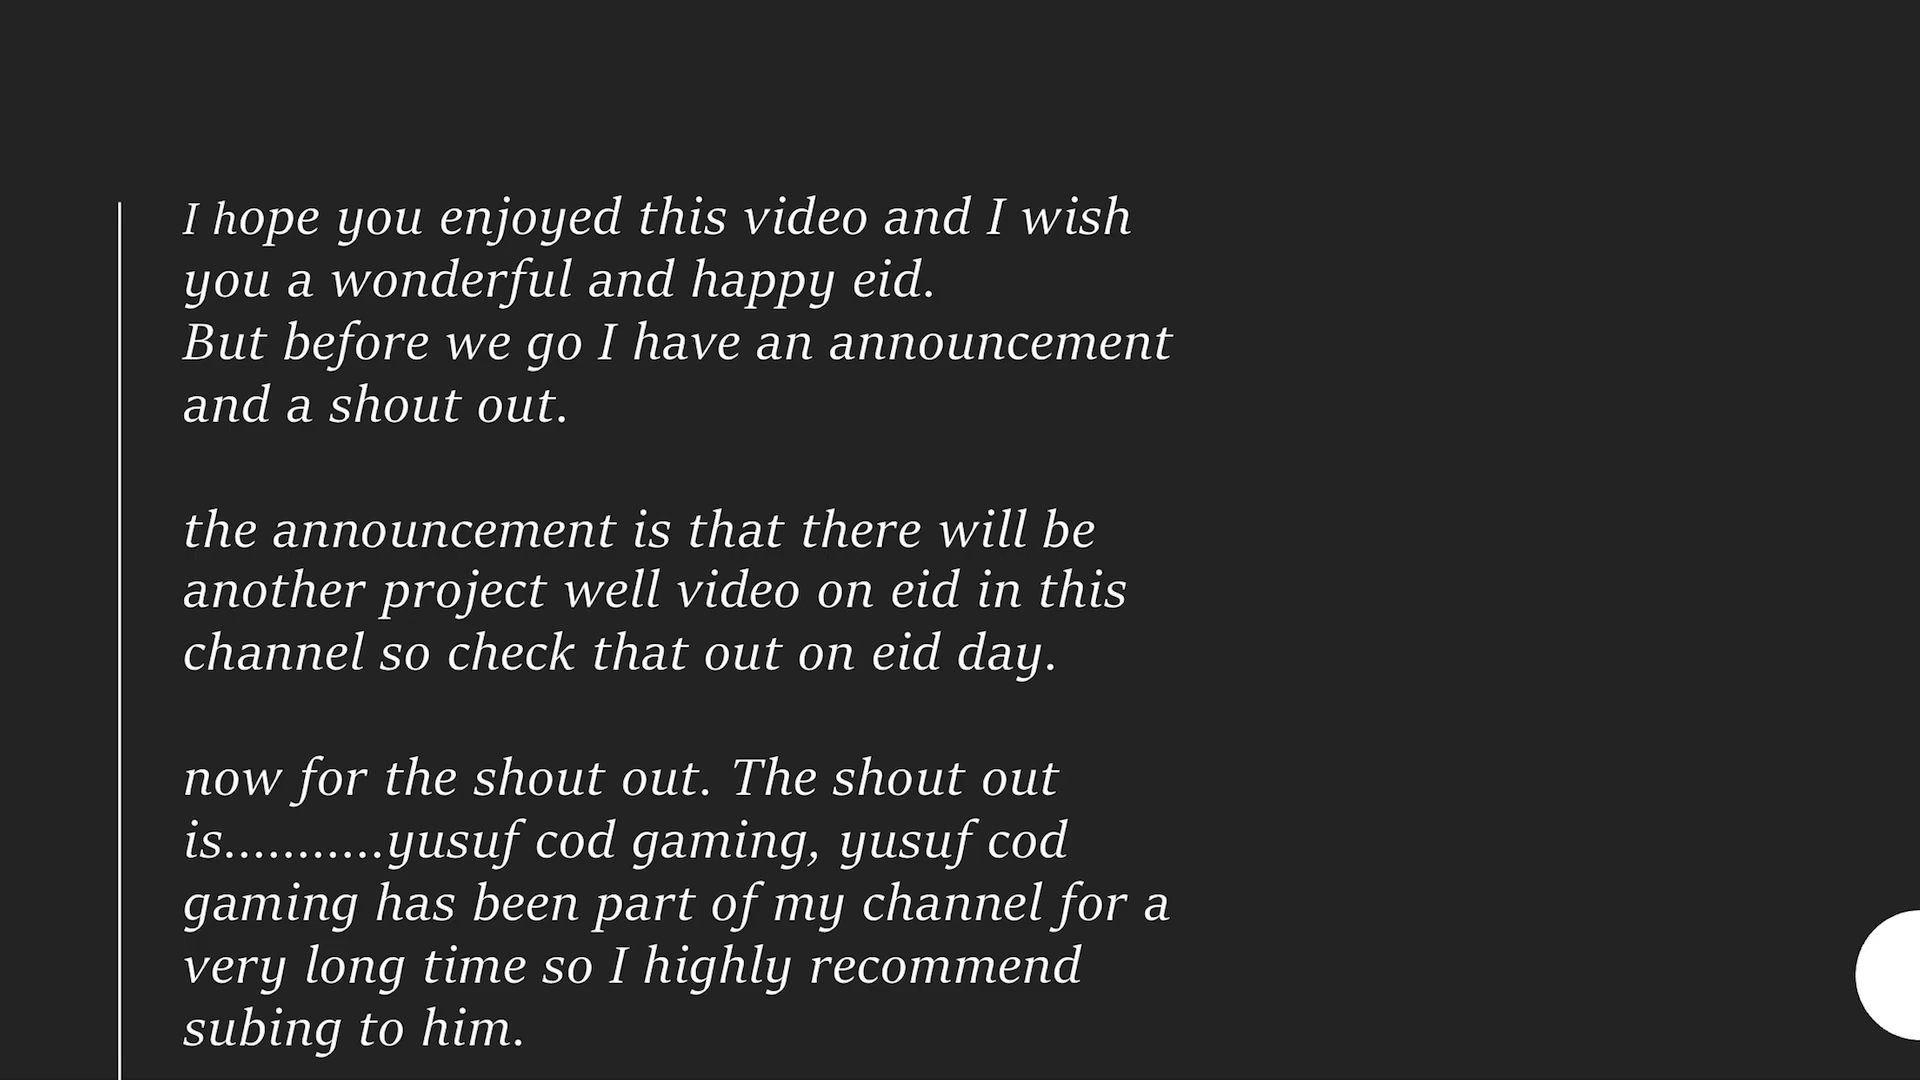 I hope you enjoyed this video and I wish
you a wonderful and happy eid.
But before we go I have an announcement
and a shout out.
the announcement is that there will be
another project well video on eid in this
channel so check that out on eid day.
now for the shout out. The shout out
is...........yusuf cod gaming, yusuf cod
gaming has been part of my channel for a
very long time so I highly recommend
subing to him.